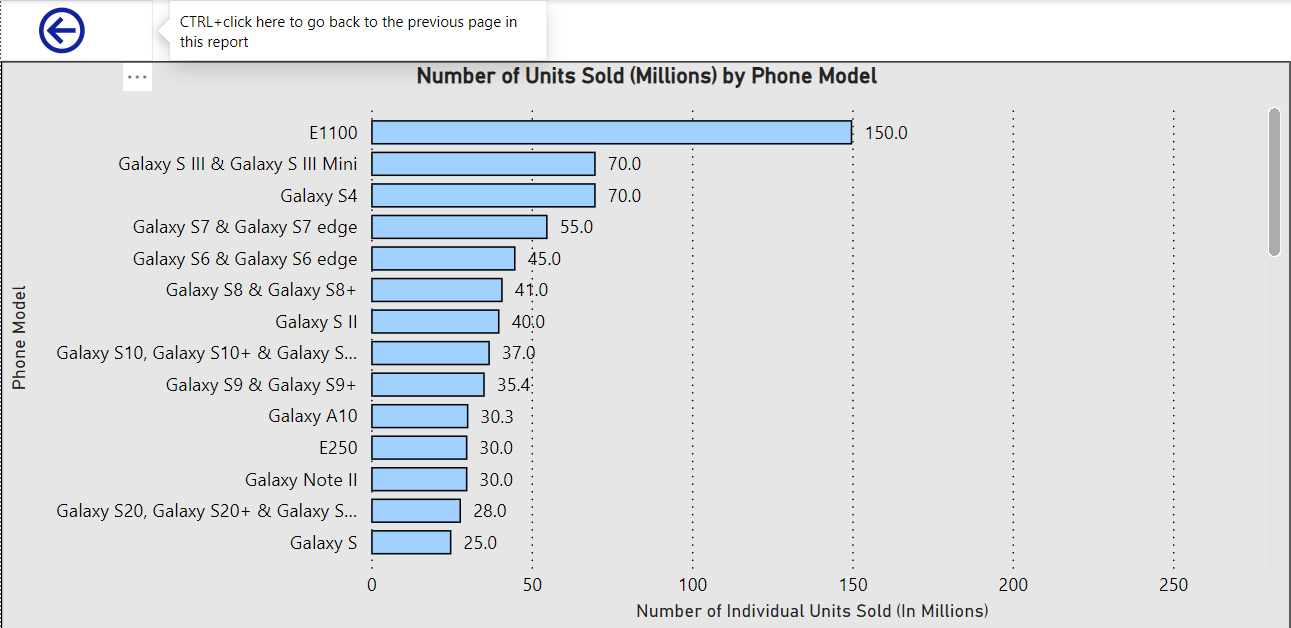 CTRL+click here to go back to the previous page in
this report
Number of Units Sold (Millions) by Phone Model
Phone Model
E1100 150.0
Galaxy S III & Galaxy S III Mini 70.0
Galaxy S4 70.0
Galaxy S7 & Galaxy S7 edge 55.0
Galaxy S6 & Galaxy S6 edge 45.0
Galaxy S8 & Galaxy S8+ 41.0
Galaxy S II 40.0
Galaxy S10, Galaxy S10+ & Galaxy S... 37.0
Galaxy S9 & Galaxy S9+ 35.4
Galaxy A10 30.3
E250 30.0
Galaxy Note II 30.0
Galaxy S20, Galaxy S20+ & Galaxy S... 28.0
Galaxy S 25.0
0 50 100 150 200 250
Number of Individual Units Sold (In Millions)